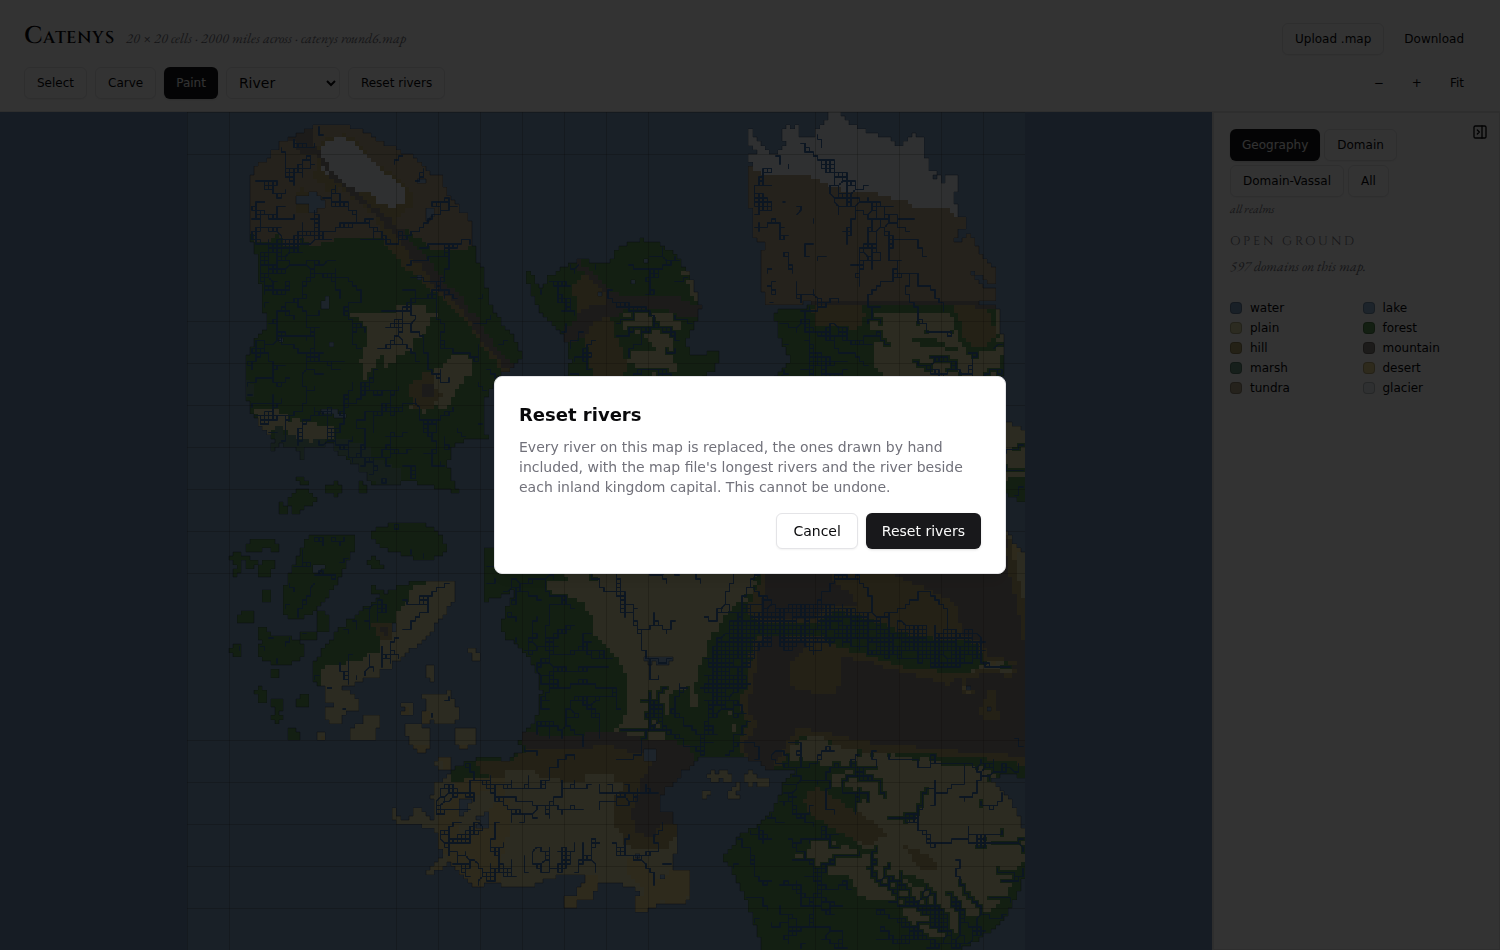 Catenys 20 × 20 cells · 2000 miles across · catenys round6.map
Upload .map Download
Select Carve Paint River Reset rivers − + Fit
Geography Domain
Domain-Vassal All
all realms
OPEN GROUND
597 domains on this map.
water lake
plain forest
hill mountain
marsh desert
tundra glacier
Reset rivers
Every river on this map is replaced, the ones drawn by hand
included, with the map file's longest rivers and the river beside
each inland kingdom capital. This cannot be undone.
Cancel Reset rivers